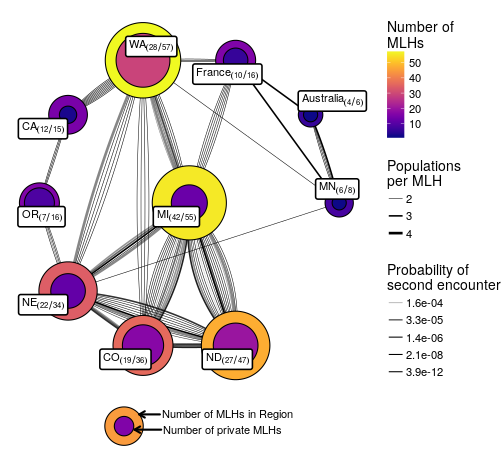 WA(28/57)
France(10/16)
Australia(4/6)
CA(12/15)
MN(6/8)
OR(7/16)
MI(42/55)
NE(22/34)
CO(19/36)
ND(27/47)
Number of MLHs in Region
Number of private MLHs
Number of
MLHs
50
40
30
20
10
Populations
per MLH
2
3
4
Probability of
second encounter
1.6e-04
3.3e-05
1.4e-06
2.1e-08
3.9e-12